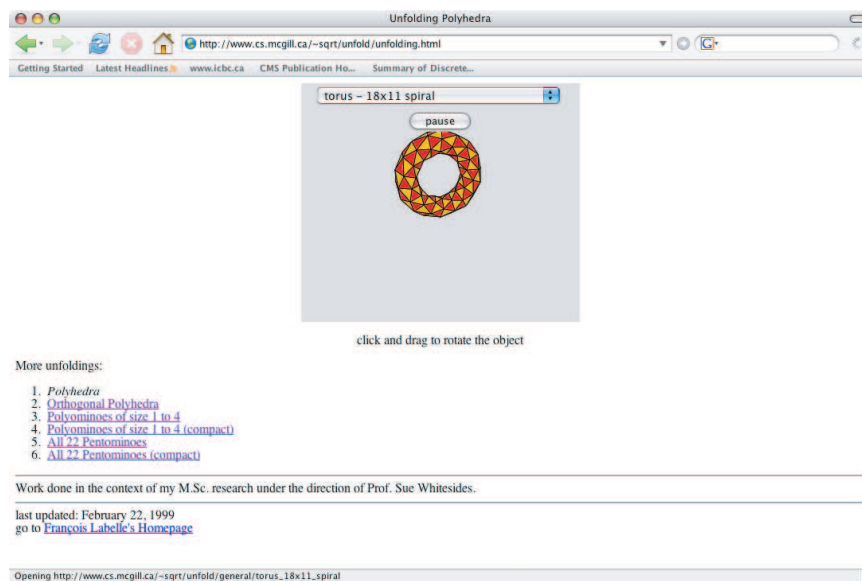 Unfolding Polyhedra
http://www.cs.mcgill.ca/~sqrt/unfold/unfolding.html
G
Getting Started Latest Headlines www.icbc.ca CMS Publication Ho... Summary of Discrete...
torus – 18x11 spiral
pause
click and drag to rotate the object
More unfoldings:
1. Polyhedra
2. Orthogonal Polyhedra
3. Polyominoes of size 1 to 4
4. Polyominoes of size 1 to 4 (compact)
5. All 22 Pentominoes
6. All 22 Pentominoes (compact)
Work done in the context of my M.Sc. research under the direction of Prof. Sue Whitesides.
last updated: February 22, 1999
go to François Labelle's Homepage
Opening http://www.cs.mcgill.ca/~sqrt/unfold/general/torus_18x11_spiral